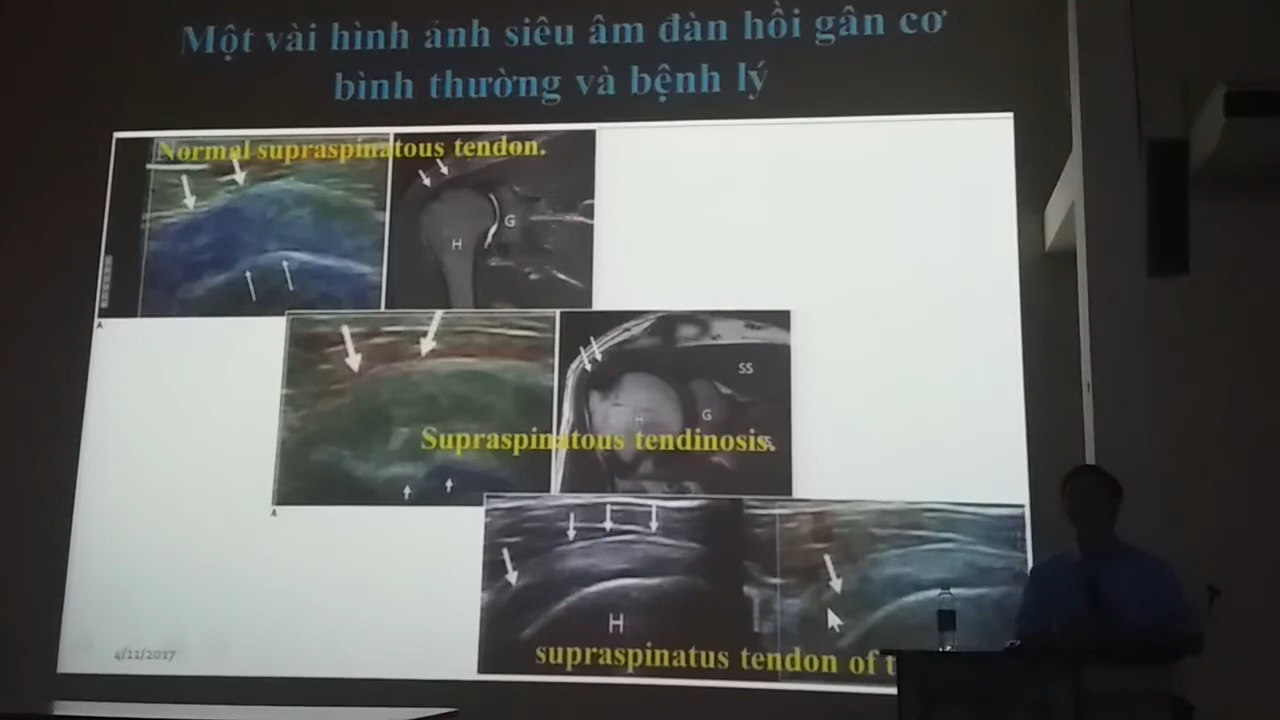 Một vài hình ảnh siêu âm đàn hồi gân cơ
bình thường và bệnh lý
Normal supraspinatous tendon.
G
H
A
SS
H
G
Supraspinatous tendinosis.
A
H
supraspinatus tendon of t
4/11/2017